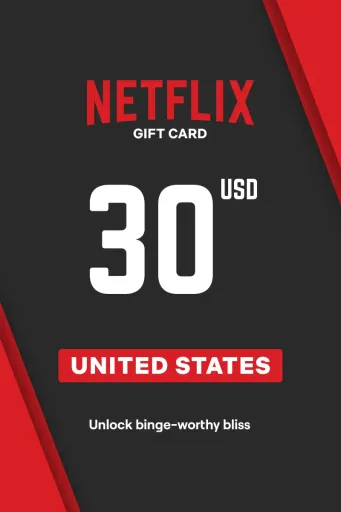 NETFLIX
GIFT CARD
30 USD
UNITED STATES
Unlock binge-worthy bliss